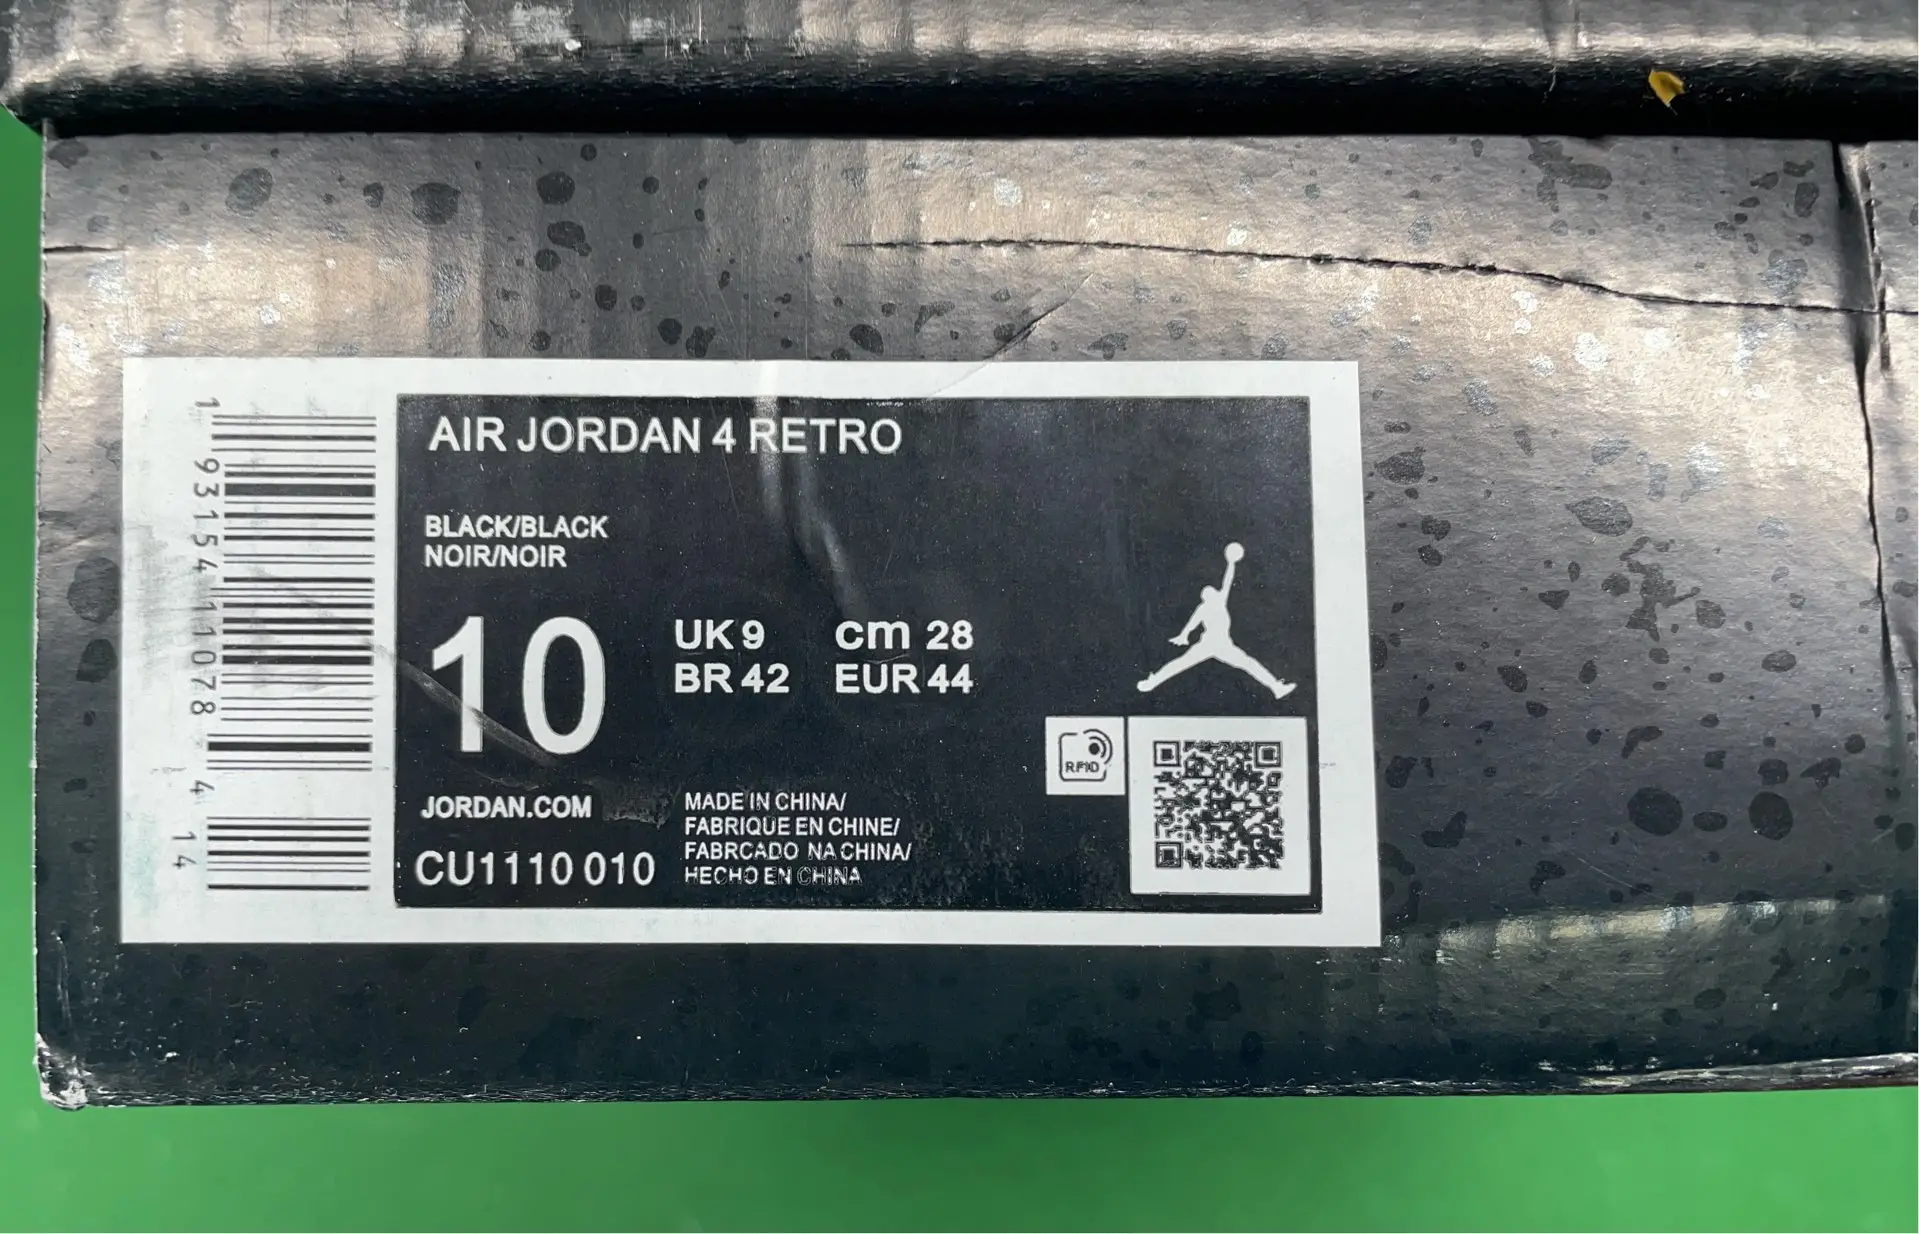 AIR JORDAN 4 RETRO
BLACK/BLACK
NOIR/NOIR
10
UK 9
cm 28
BR 42
EUR 44
JORDAN.COM
CU1110 010
MADE IN CHINA/
FABRIQUE EN CHINE/
FABRCADO NA CHINA/
HECHO EN CHINA
RFID
1 93154 11078 4 14